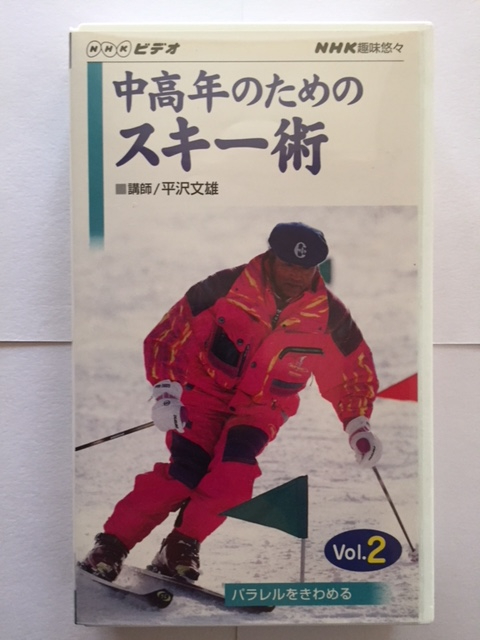 NHKビデオ
NHK趣味悠々
中高年のための
スキー術
■講師/平沢文雄
Vol.2
パラレルをきわめる